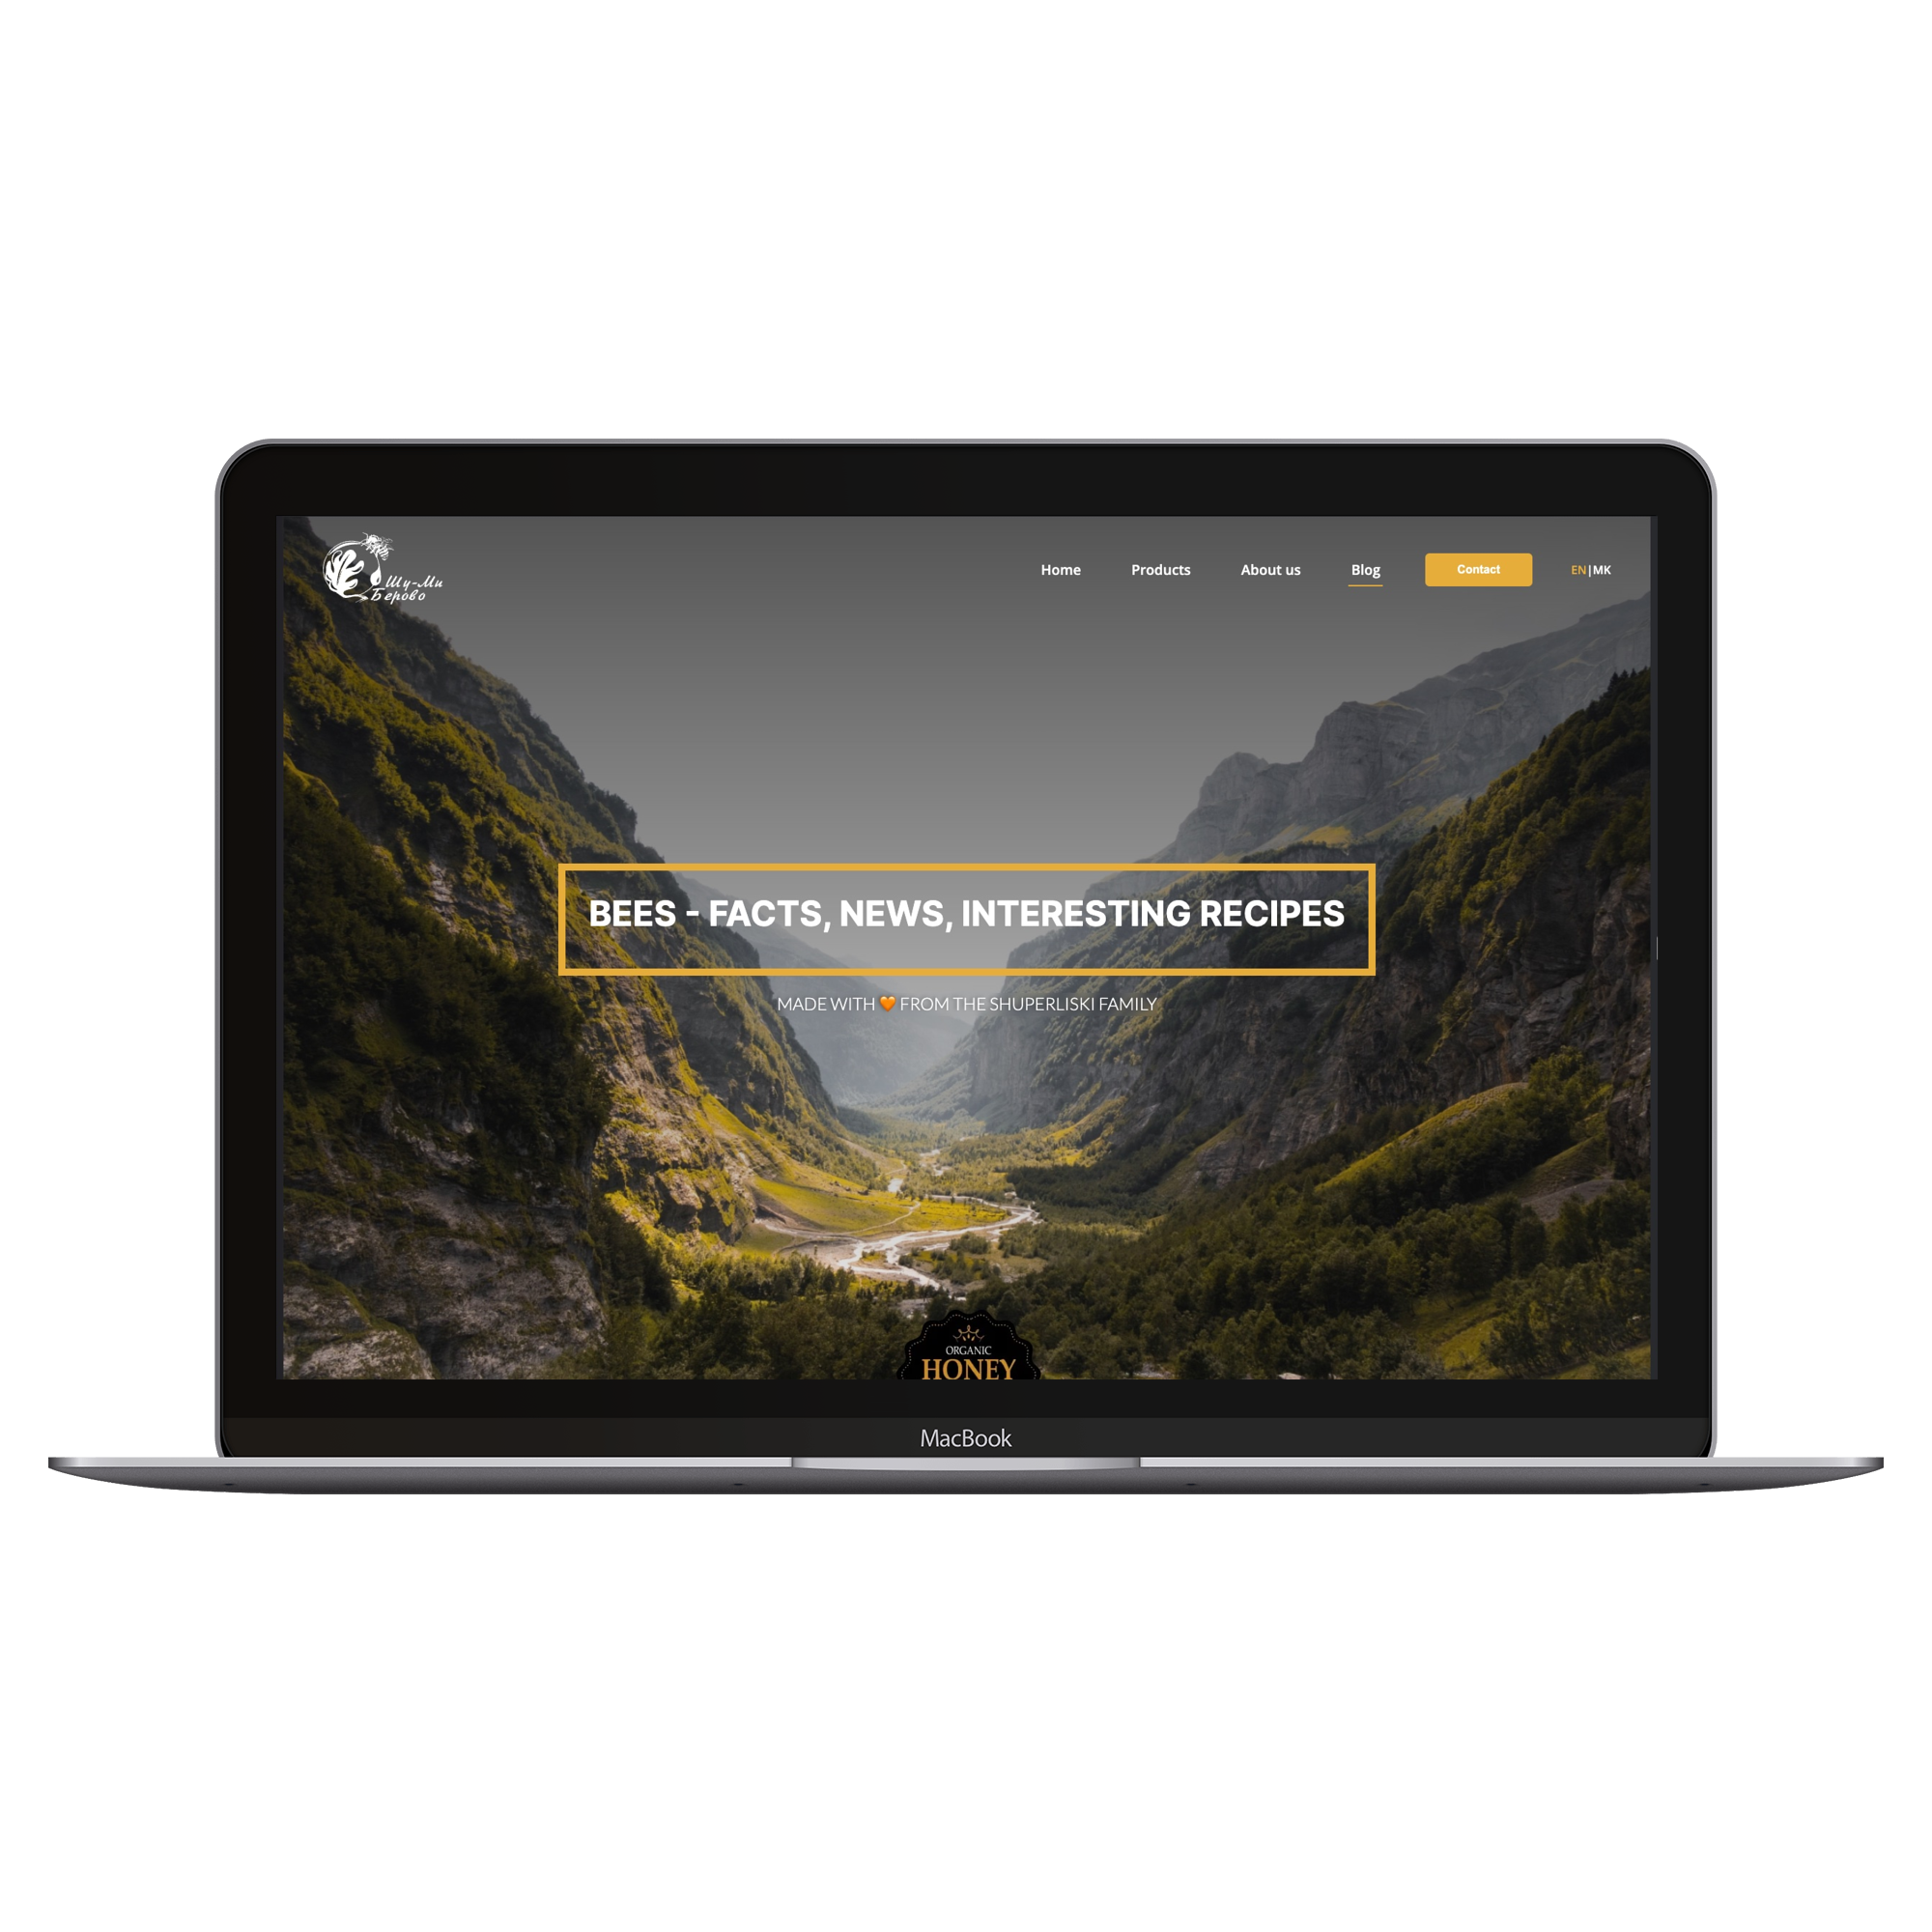 Шу-Ми
Берово
Home Products About us Blog Contact EN|MK
BEES - FACTS, NEWS, INTERESTING RECIPES
MADE WITH 🧡 FROM THE SHUPERLISKI FAMILY
ORGANIC
HONEY
MacBook